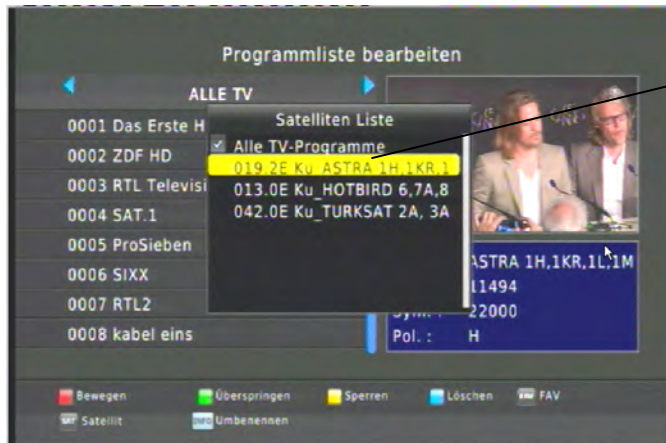 Programmliste bearbeiten
ALLE TV
0001 Das Erste H
0002 ZDF HD
0003 RTL Televisi
0004 SAT.1
0005 ProSieben
0006 SIXX
0007 RTL2
0008 kabel eins
Satelliten Liste
Alle TV-Programme
019.2E Ku_ASTRA 1H,1KR,1
013.0E Ku_HOTBIRD 6,7A,8
042.0E Ku_TURKSAT 2A, 3A
ASTRA 1H,1KR,1L,1M
11494
22000
Pol. : H
Bewegen
Überspringen
Sperren
Löschen
FAV
SAT Satellit
INFO Umbenennen